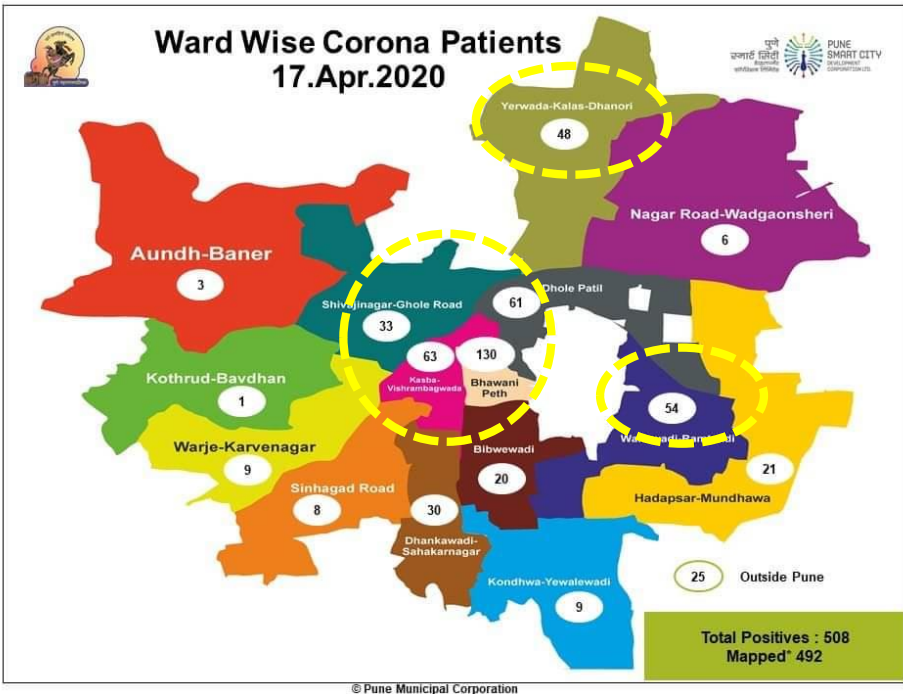 Ward Wise Corona Patients
17.Apr.2020
पुणे
स्मार्ट सिटी
PUNE
SMART CITY
DEVELOPMENT
CORPORATION LTD.
Yerwada-Kalas-Dhanori
48
Nagar Road-Wadgaonsheri
6
Aundh-Baner
3
Shivajinagar-Ghole Road
33
61
Dhole Patil
63
Kasba-
Vishrambagwada
130
Bhawani
Peth
Kothrud-Bavdhan
1
54
Warje-Karvenagar
9
Bibwewadi
20
21
Hadapsar-Mundhawa
Sinhagad Road
8
30
Dhankawadi-
Sahakarnagar
Kondhwa-Yewalewadi
9
25 Outside Pune
Total Positives : 508
Mapped* 492
© Pune Municipal Corporation